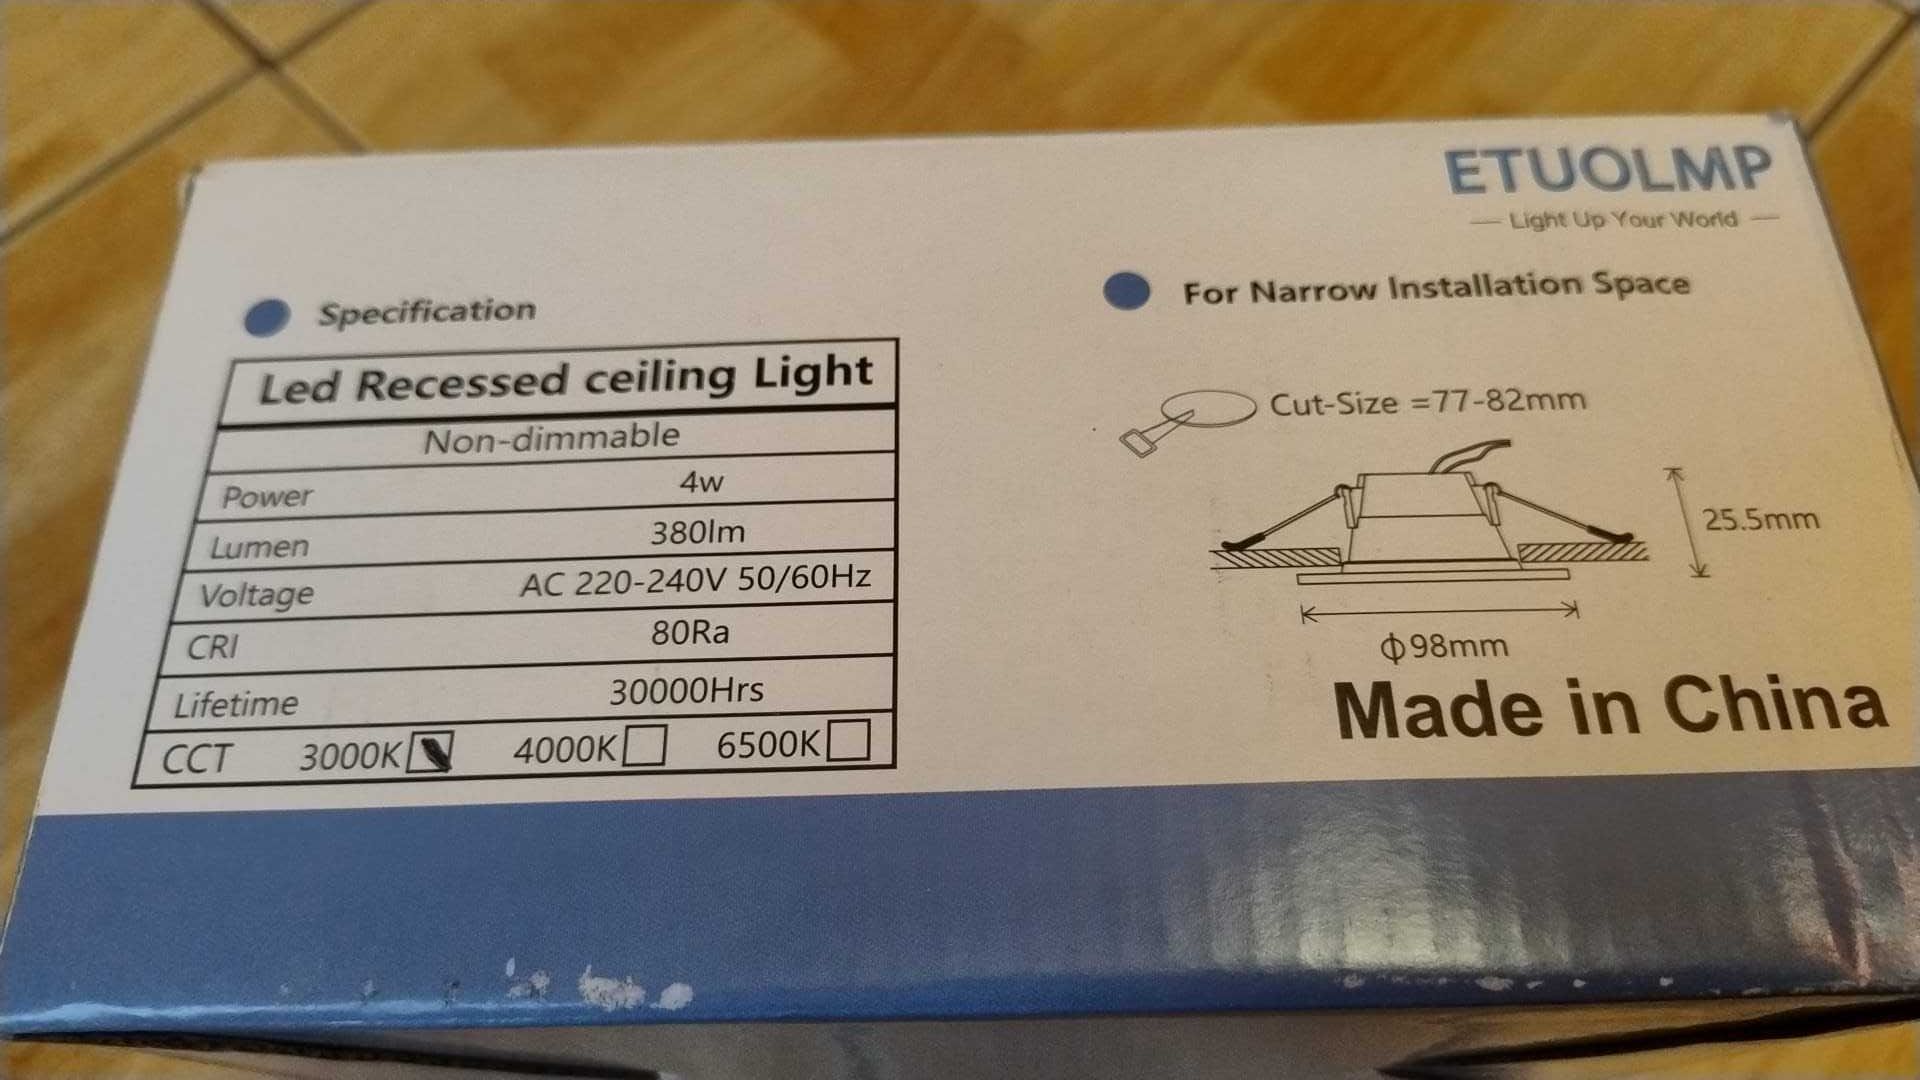 ETUOLMP
Light Up Your World
Specification
Led Recessed ceiling Light
Non-dimmable
Power 4w
Lumen 380lm
Voltage AC 220-240V 50/60Hz
CRI 80Ra
Lifetime 30000Hrs
CCT 3000K 4000K 6500K
For Narrow Installation Space
Cut-Size =77-82mm
25.5mm
Φ98mm
Made in China